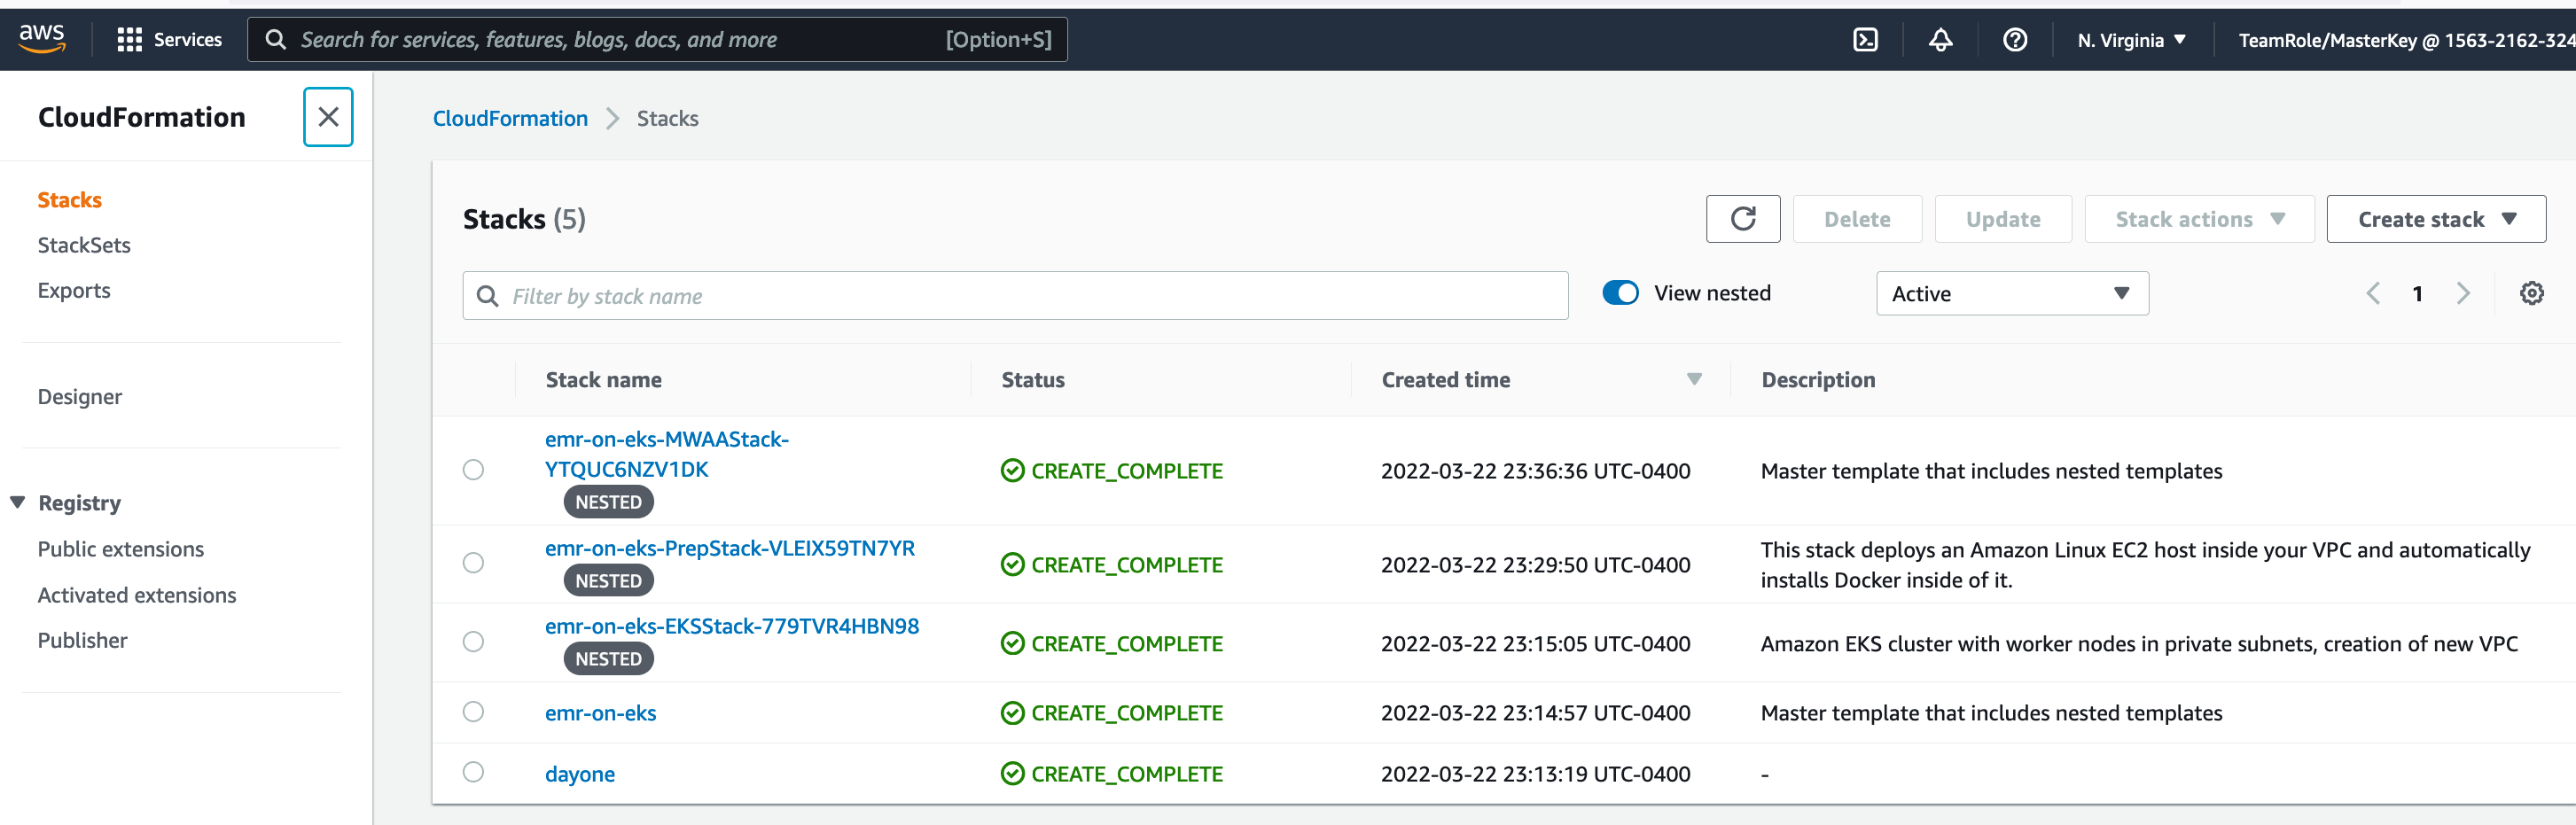 aws
Services
Search for services, features, blogs, docs, and more
[Option+S]
N. Virginia
TeamRole/MasterKey @ 1563-2162-324
CloudFormation
CloudFormation
Stacks
Stacks
StackSets
Exports
Designer
Registry
Public extensions
Activated extensions
Publisher
Stacks (5)
Delete
Update
Stack actions
Create stack
Filter by stack name
View nested
Active
1
Stack name
Status
Created time
Description
emr-on-eks-MWAAStack-
YTQUC6NZV1DK
NESTED
CREATE_COMPLETE
2022-03-22 23:36:36 UTC-0400
Master template that includes nested templates
emr-on-eks-PrepStack-VLEIX59TN7YR
NESTED
CREATE_COMPLETE
2022-03-22 23:29:50 UTC-0400
This stack deploys an Amazon Linux EC2 host inside your VPC and automatically
installs Docker inside of it.
emr-on-eks-EKSStack-779TVR4HBN98
NESTED
CREATE_COMPLETE
2022-03-22 23:15:05 UTC-0400
Amazon EKS cluster with worker nodes in private subnets, creation of new VPC
emr-on-eks
CREATE_COMPLETE
2022-03-22 23:14:57 UTC-0400
Master template that includes nested templates
dayone
CREATE_COMPLETE
2022-03-22 23:13:19 UTC-0400
-